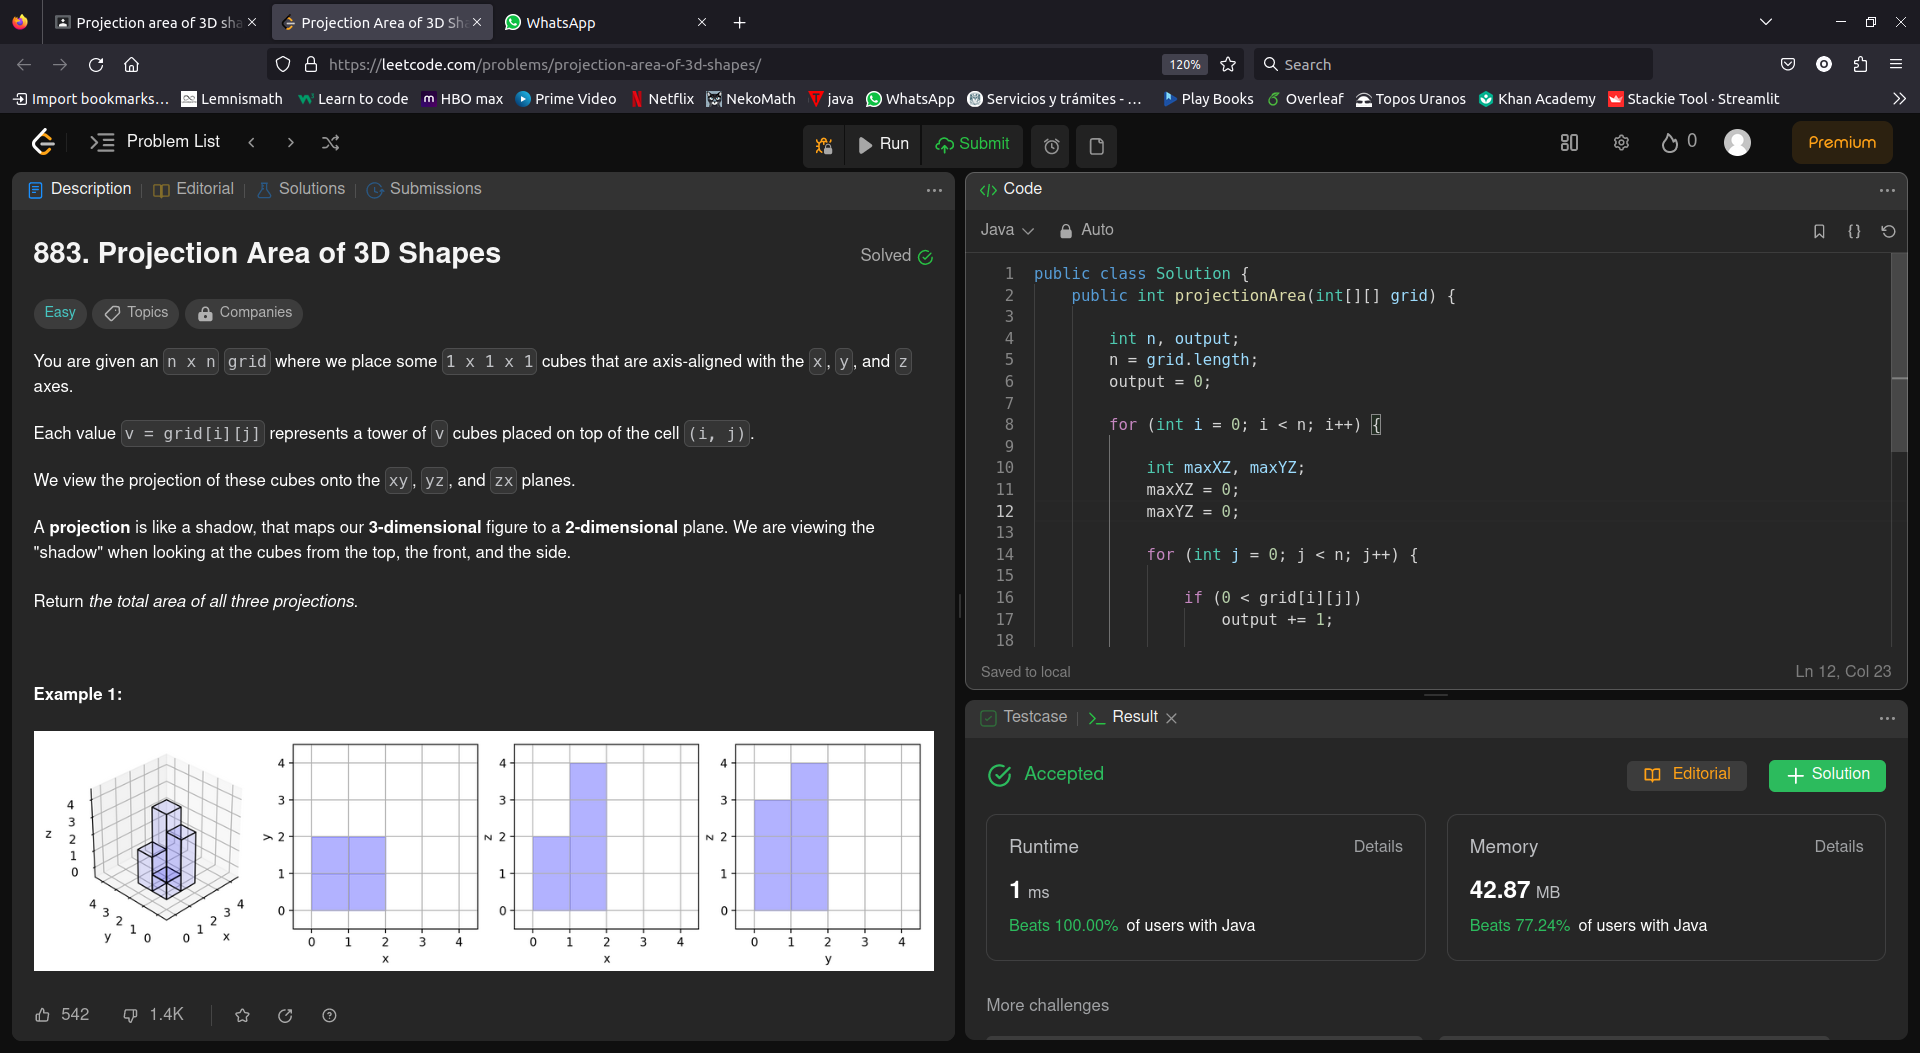 Projection area of 3D sha
Projection Area of 3D Sh
WhatsApp
https://leetcode.com/problems/projection-area-of-3d-shapes/
120%
Search
Import bookmarks...
Lemnismath
Learn to code
HBO max
Prime Video
Netflix
NekoMath
java
WhatsApp
Servicios y trámites - ...
Play Books
Overleaf
Topos Uranos
Khan Academy
Stackie Tool · Streamlit
Problem List
Run
Submit
0
Premium
Description
Editorial
Solutions
Submissions
883. Projection Area of 3D Shapes
Solved
Easy
Topics
Companies
You are given an n x n grid where we place some 1 x 1 x 1 cubes that are axis-aligned with the x, y, and z
axes.
Each value v = grid[i][j] represents a tower of v cubes placed on top of the cell (i, j).
We view the projection of these cubes onto the xy, yz, and zx planes.
A projection is like a shadow, that maps our 3-dimensional figure to a 2-dimensional plane. We are viewing the
"shadow" when looking at the cubes from the top, the front, and the side.
Return the total area of all three projections.
Example 1:
z
4
3
2
1
0
4
3
2
1
0
y
0
1
2
3
4
x
y
4
3
2
1
0
0
1
2
3
4
x
z
4
3
2
1
0
0
1
2
3
4
x
z
4
3
2
1
0
0
1
2
3
4
y
542
1.4K
</> Code
Java
Auto
1 public class Solution {
2 public int projectionArea(int[][] grid) {
3
4 int n, output;
5 n = grid.length;
6 output = 0;
7
8 for (int i = 0; i < n; i++) {
9
10 int maxXZ, maxYZ;
11 maxXZ = 0;
12 maxYZ = 0;
13
14 for (int j = 0; j < n; j++) {
15
16 if (0 < grid[i][j])
17 output += 1;
18
Saved to local
Ln 12, Col 23
Testcase
Result
Accepted
Editorial
Solution
Runtime
Details
1 ms
Beats 100.00% of users with Java
Memory
Details
42.87 MB
Beats 77.24% of users with Java
More challenges